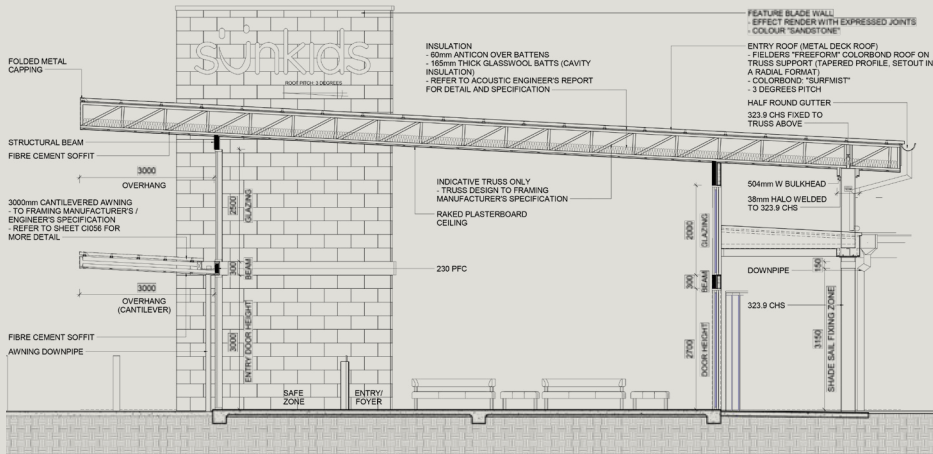 FEATURE BLADE WALL
- EFFECT RENDER WITH EXPRESSED JOINTS
- COLOUR "SANDSTONE"
sunkids
ROOF PITCH: 3 DEGREES
INSULATION
- 60mm ANTICON OVER BATTENS
- 165mm THICK GLASSWOOL BATTS (CAVITY
INSULATION)
- REFER TO ACOUSTIC ENGINEER'S REPORT
FOR DETAIL AND SPECIFICATION
ENTRY ROOF (METAL DECK ROOF)
- FIELDERS "FREEFORM" COLORBOND ROOF ON
TRUSS SUPPORT (TAPERED PROFILE, SETOUT IN
A RADIAL FORMAT)
- COLORBOND: "SURFMIST"
- 3 DEGREES PITCH
HALF ROUND GUTTER
323.9 CHS FIXED TO
TRUSS ABOVE
FOLDED METAL
CAPPING
STRUCTURAL BEAM
FIBRE CEMENT SOFFIT
3000
OVERHANG
3000mm CANTILEVERED AWNING
- TO FRAMING MANUFACTURER'S /
ENGINEER'S SPECIFICATION
- REFER TO SHEET CI056 FOR
MORE DETAIL
3000
OVERHANG
(CANTILEVER)
FIBRE CEMENT SOFFIT
AWNING DOWNPIPE
2500
GLAZING
300
BEAM
3000
ENTRY DOOR HEIGHT
SAFE
ZONE
ENTRY/
FOYER
INDICATIVE TRUSS ONLY
- TRUSS DESIGN TO FRAMING
MANUFACTURER'S SPECIFICATION
RAKED PLASTERBOARD
CEILING
230 PFC
2000
GLAZING
300
BEAM
2700
DOOR HEIGHT
504mm W BULKHEAD
38mm HALO WELDED
TO 323.9 CHS
DOWNPIPE
150
323.9 CHS
3150
SHADE SAIL FIXING ZONE